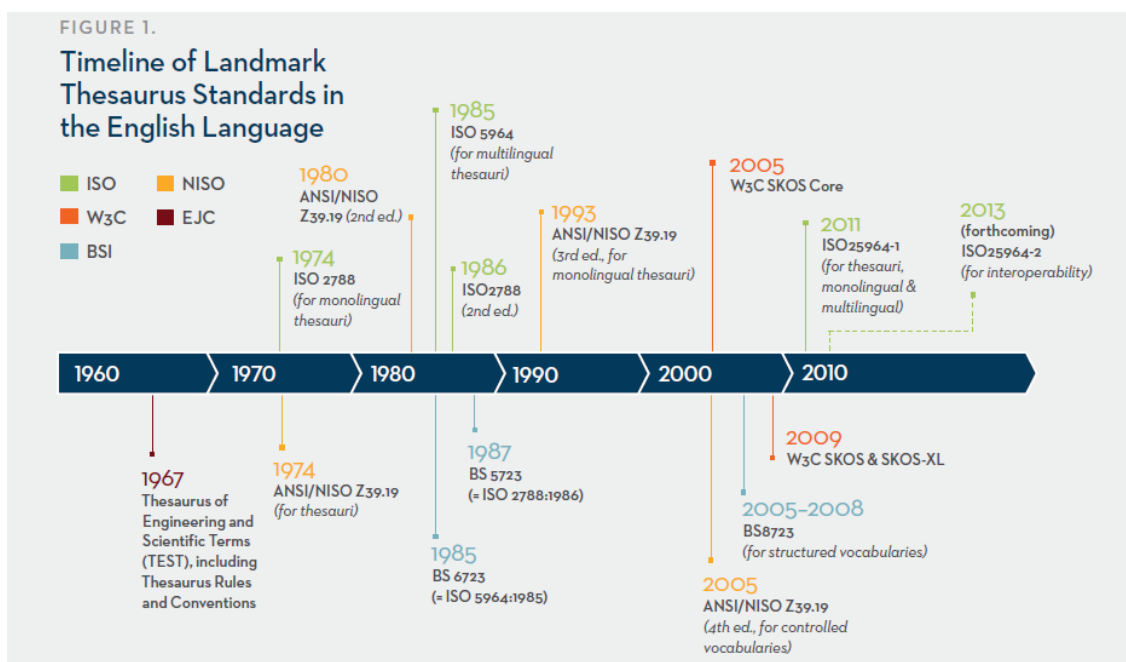 FIGURE 1.
Timeline of Landmark
Thesaurus Standards in
the English Language
ISO
NISO
W3C
EJC
BSI
1974
ISO 2788
(for monolingual
thesauri)
1980
ANSI/NISO
Z39.19 (2nd ed.)
1985
ISO 5964
(for multilingual
thesauri)
1986
ISO2788
(2nd ed.)
1993
ANSI/NISO Z39.19
(3rd ed., for
monolingual thesauri)
2005
W3C SKOS Core
2011
ISO25964-1
(for thesauri,
monolingual &
multilingual)
2013
(forthcoming)
ISO25964-2
(for interoperability)
1960
1970
1980
1990
2000
2010
1967
Thesaurus of
Engineering and
Scientific Terms
(TEST), including
Thesaurus Rules
and Conventions
1974
ANSI/NISO Z39.19
(for thesauri)
1985
BS 6723
(= ISO 5964:1985)
1987
BS 5723
(= ISO 2788:1986)
2005
ANSI/NISO Z39.19
(4th ed., for controlled
vocabularies)
2005–2008
BS8723
(for structured vocabularies)
2009
W3C SKOS & SKOS-XL